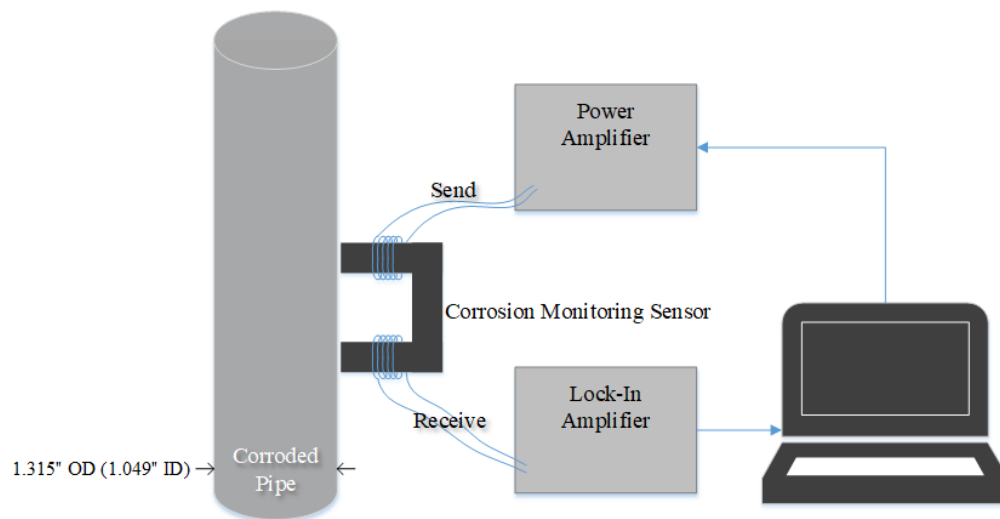 Power
Amplifier
Send
Corrosion Monitoring Sensor
Lock-In
Amplifier
Receive
Corroded
Pipe
1.315" OD (1.049" ID)